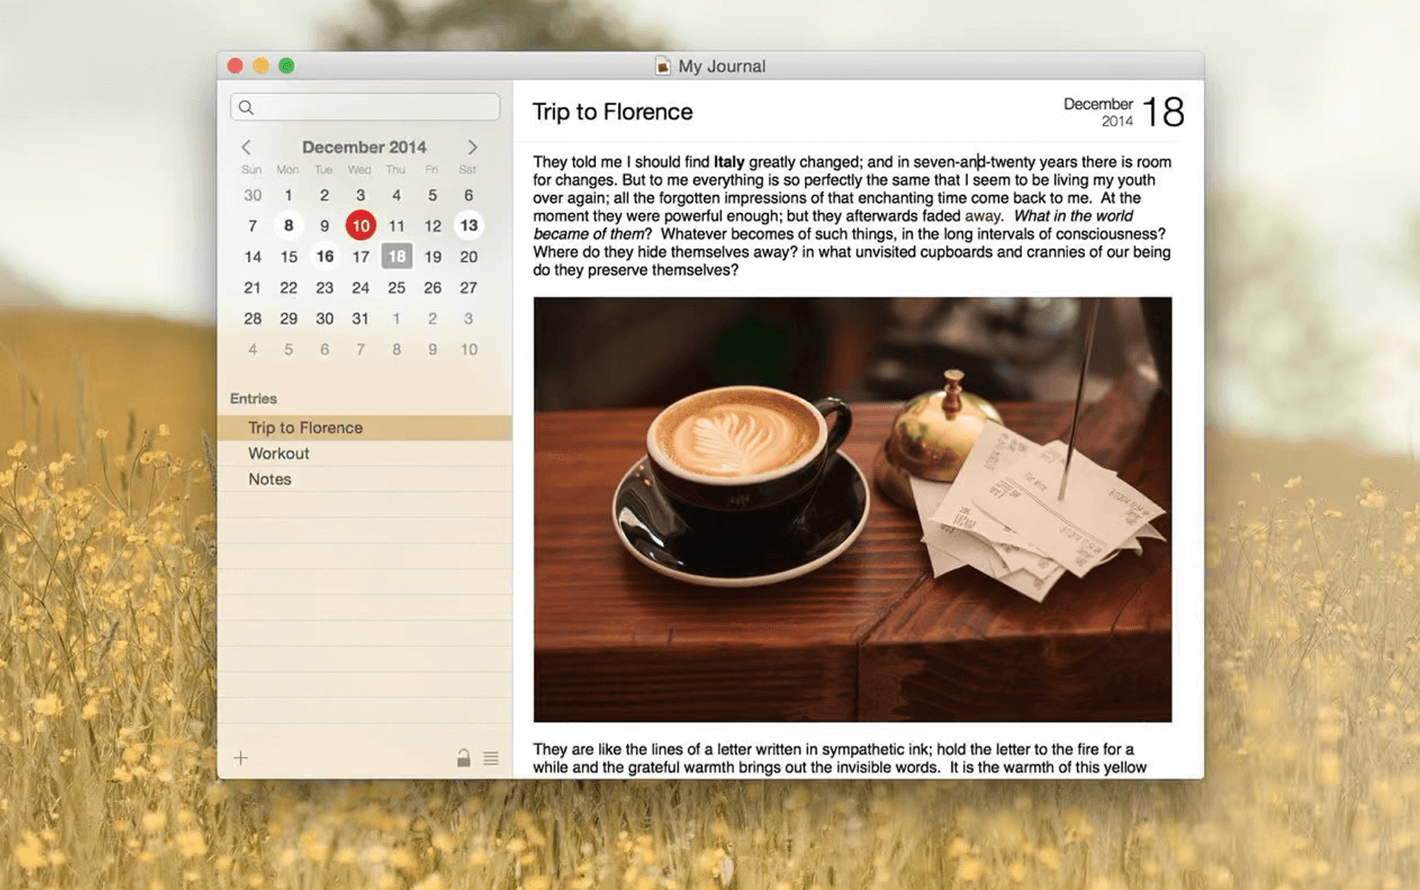 My Journal
December 2014
Sun Mon Tue Wed Thu Fri Sat
30 1 2 3 4 5 6
7 8 9 10 11 12 13
14 15 16 17 18 19 20
21 22 23 24 25 26 27
28 29 30 31 1 2 3
4 5 6 7 8 9 10
Entries
Trip to Florence
Workout
Notes
Trip to Florence
December
2014
18
They told me I should find Italy greatly changed; and in seven-and-twenty years there is room
for changes. But to me everything is so perfectly the same that I seem to be living my youth
over again; all the forgotten impressions of that enchanting time come back to me.  At the
moment they were powerful enough; but they afterwards faded away.  What in the world
became of them?  Whatever becomes of such things, in the long intervals of consciousness?
Where do they hide themselves away? in what unvisited cupboards and crannies of our being
do they preserve themselves?
Flat White
They are like the lines of a letter written in sympathetic ink; hold the letter to the fire for a
while and the grateful warmth brings out the invisible words.  It is the warmth of this yellow